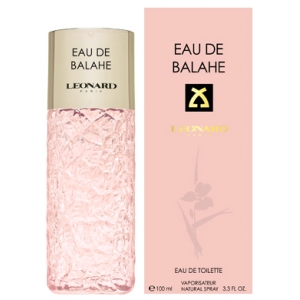 EAU DE
BALAHE
LEONARD
PARIS
EAU DE
BALAHE
LEONARD
EAU DE TOILETTE
℮ 100 ml VAPORISATEUR NATURAL SPRAY 3,3 FL. OZ